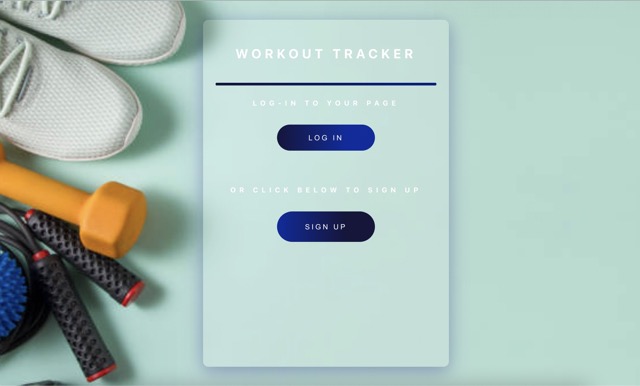 WORKOUT TRACKER
LOG-IN TO YOUR PAGE
LOG IN
OR CLICK BELOW TO SIGN UP
SIGN UP